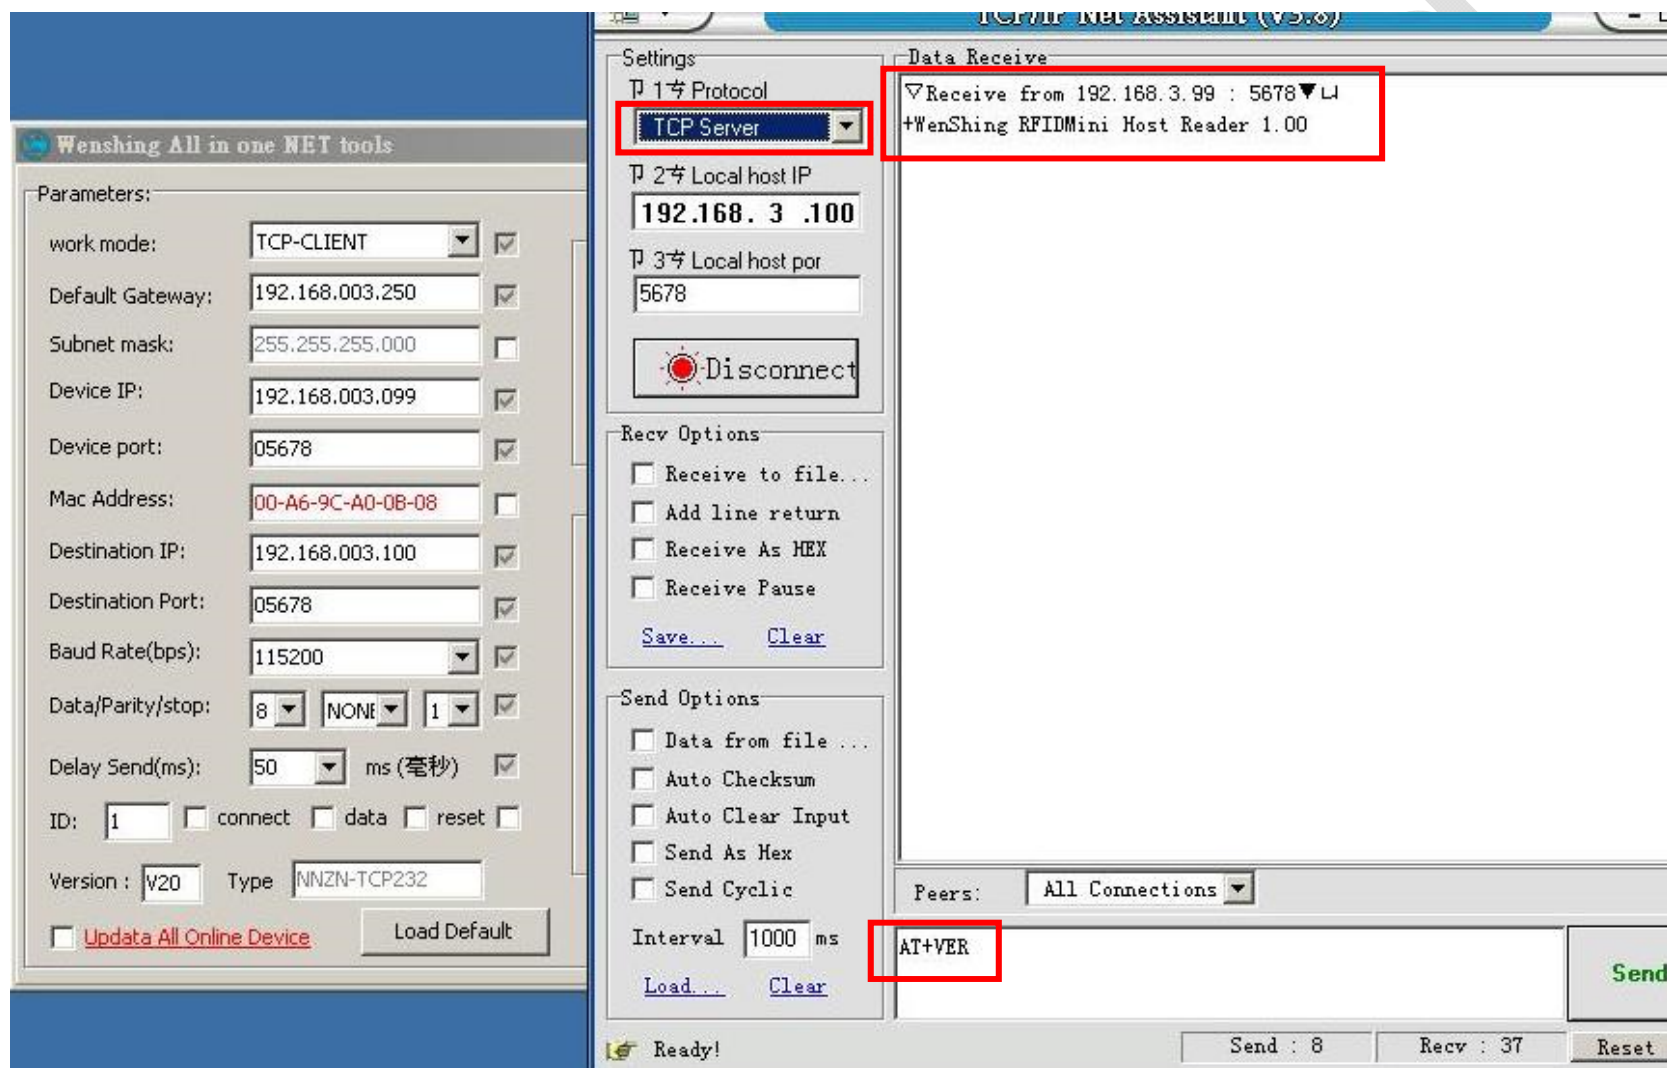 Wenshing All in one NET tools
Parameters:
work mode: TCP-CLIENT
Default Gateway: 192.168.003.250
Subnet mask: 255.255.255.000
Device IP: 192.168.003.099
Device port: 05678
Mac Address: 00-A6-9C-A0-0B-08
Destination IP: 192.168.003.100
Destination Port: 05678
Baud Rate(bps): 115200
Data/Parity/stop: 8 NONE 1
Delay Send(ms): 50 ms (毫秒)
ID: 1 connect data reset
Version : V20 Type NNZN-TCP232
Updata All Online Device Load Default
TCP/IP Net Assistant (V3.8)
Settings
1 Protocol
TCP Server
2 Local host IP
192.168. 3 .100
3 Local host por
5678
Disconnect
Recv Options
Receive to file...
Add line return
Receive As HEX
Receive Pause
Save... Clear
Send Options
Data from file ...
Auto Checksum
Auto Clear Input
Send As Hex
Send Cyclic
Interval 1000 ms
Load... Clear
Data Receive
▽Receive from 192.168.3.99 : 5678▼
+WenShing RFIDMini Host Reader 1.00
Peers: All Connections
AT+VER
Send
Ready!
Send : 8 Recv : 37 Reset